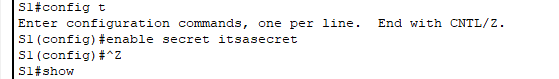 S1#config t
Enter configuration commands, one per line.  End with CNTL/Z.
S1(config)#enable secret itsasecret
S1(config)#^Z
S1#show